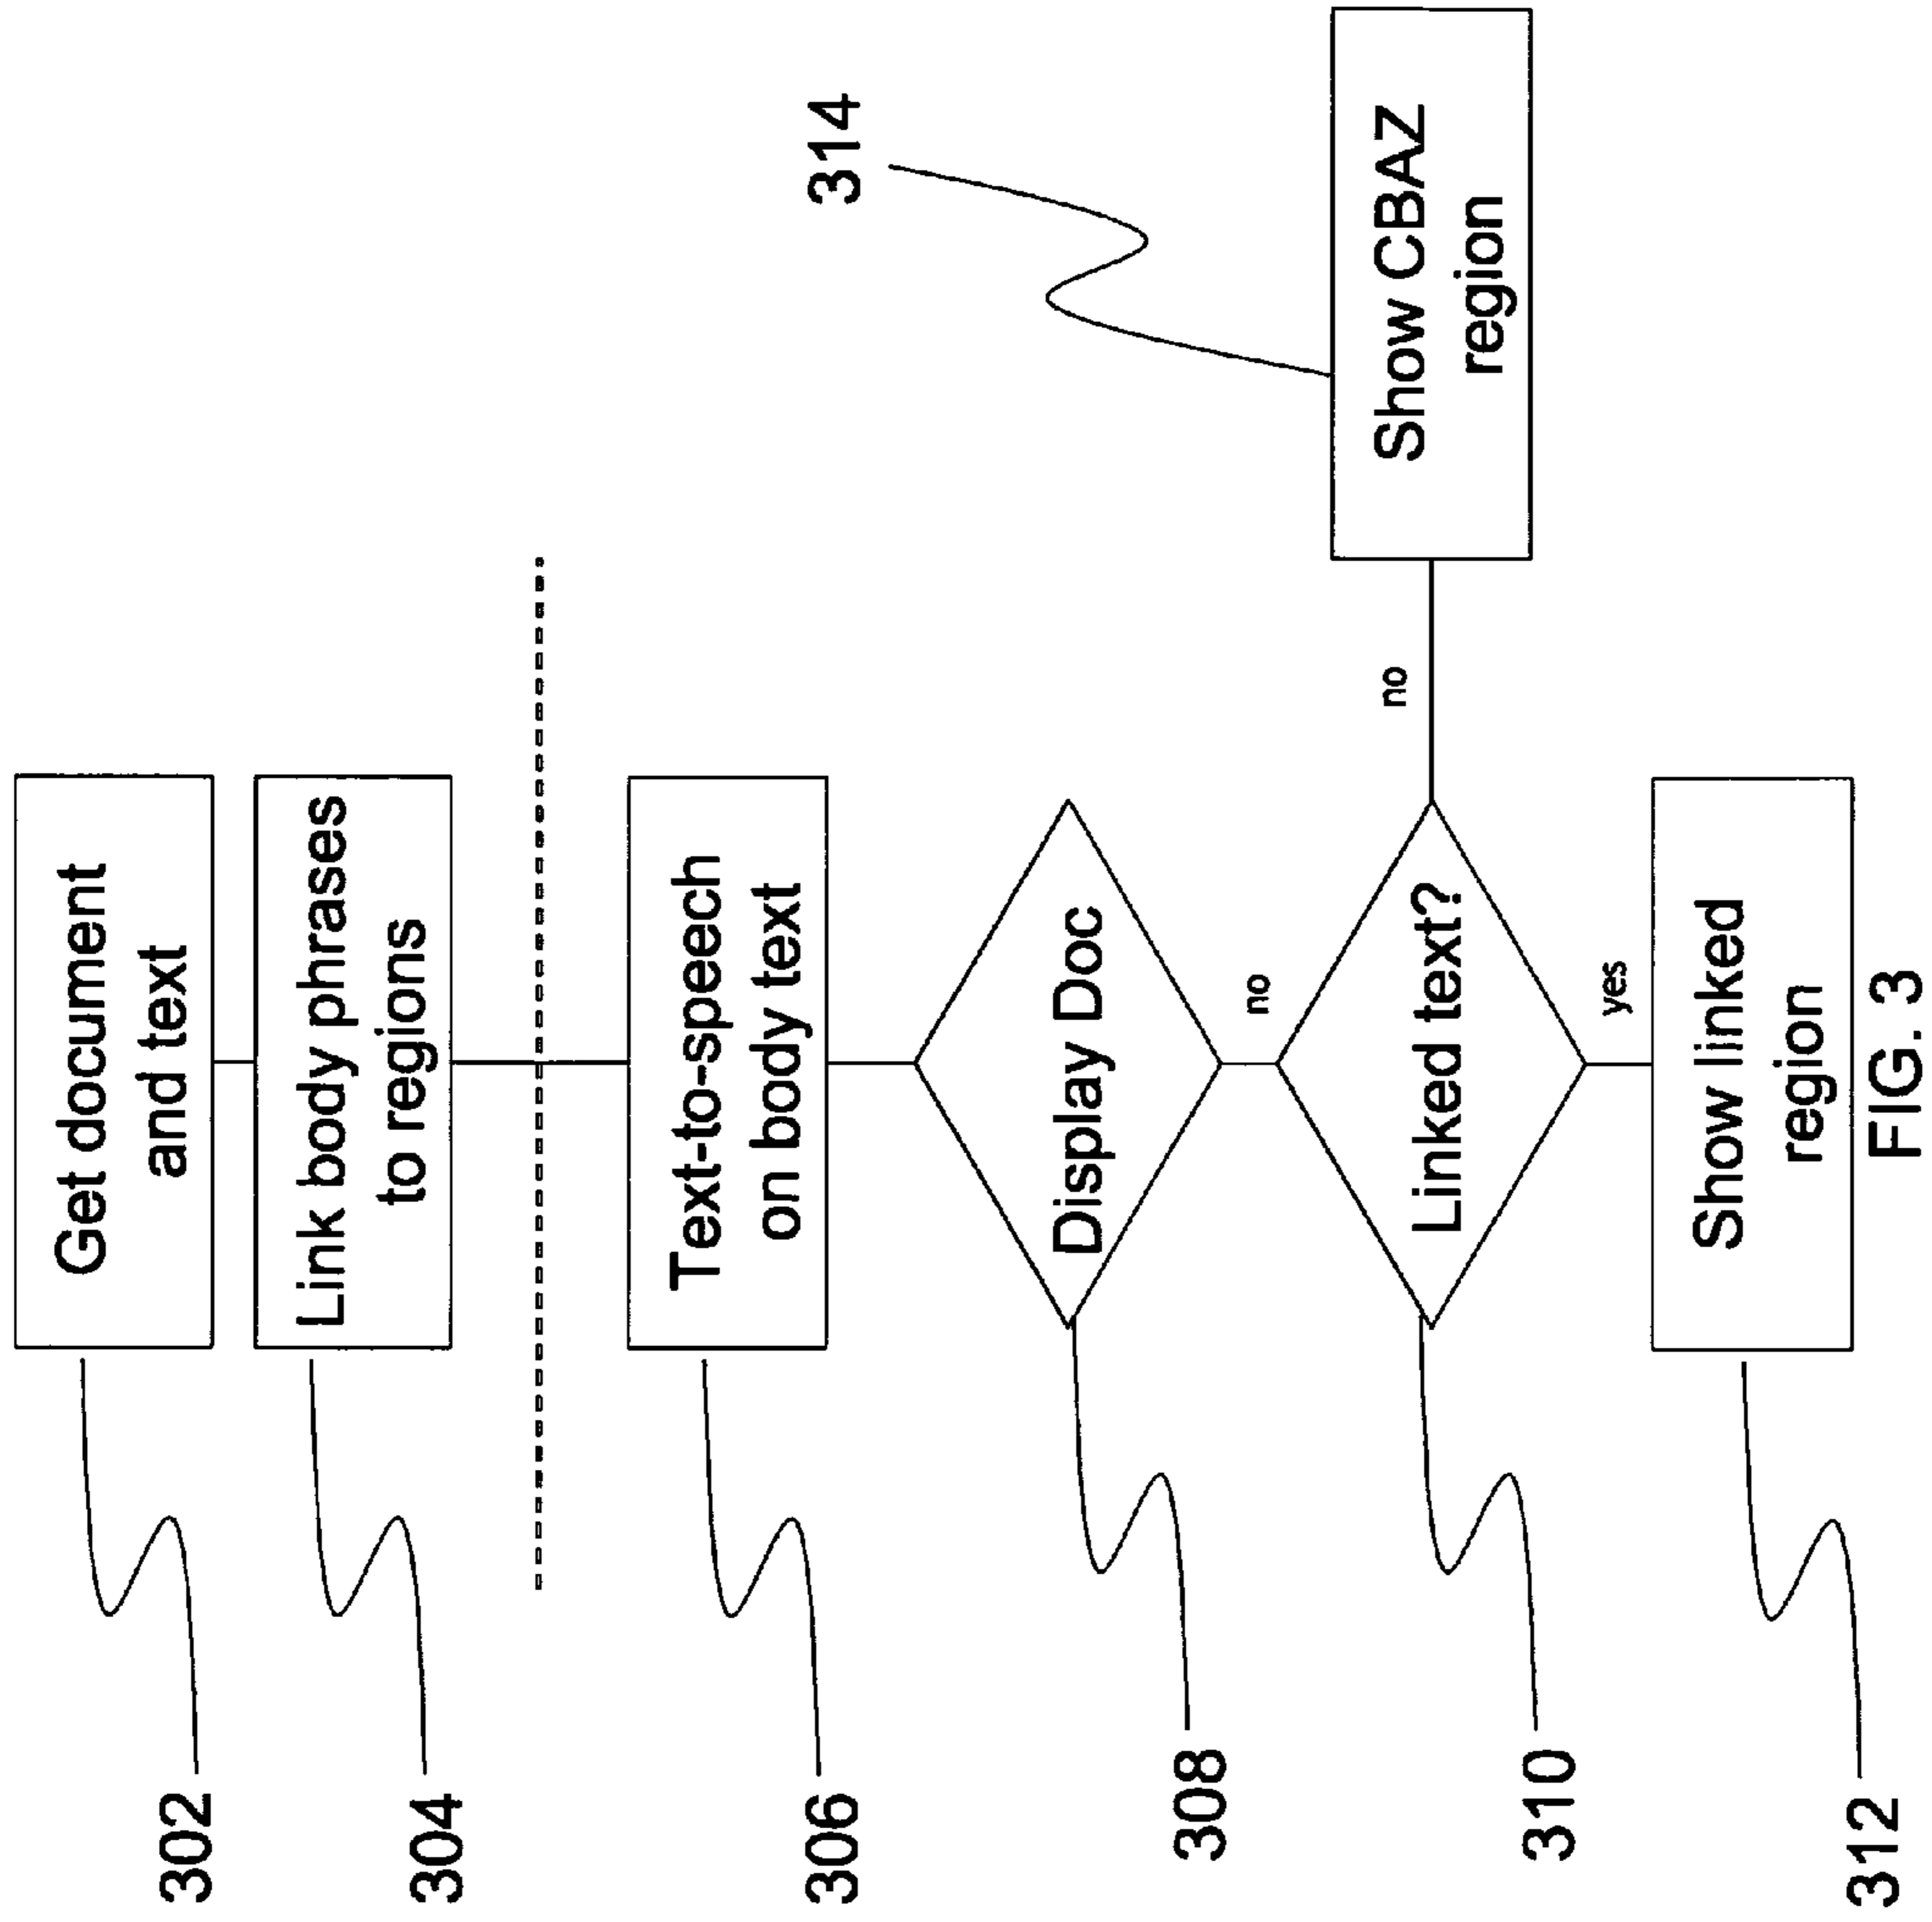 302
Get document
and text
304
Link body phrases
to regions
306
Text-to-speech
on body text
308
Display Doc
no
310
Linked text?
no
314
Show CBAZ
region
yes
312
Show linked
region
FIG. 3